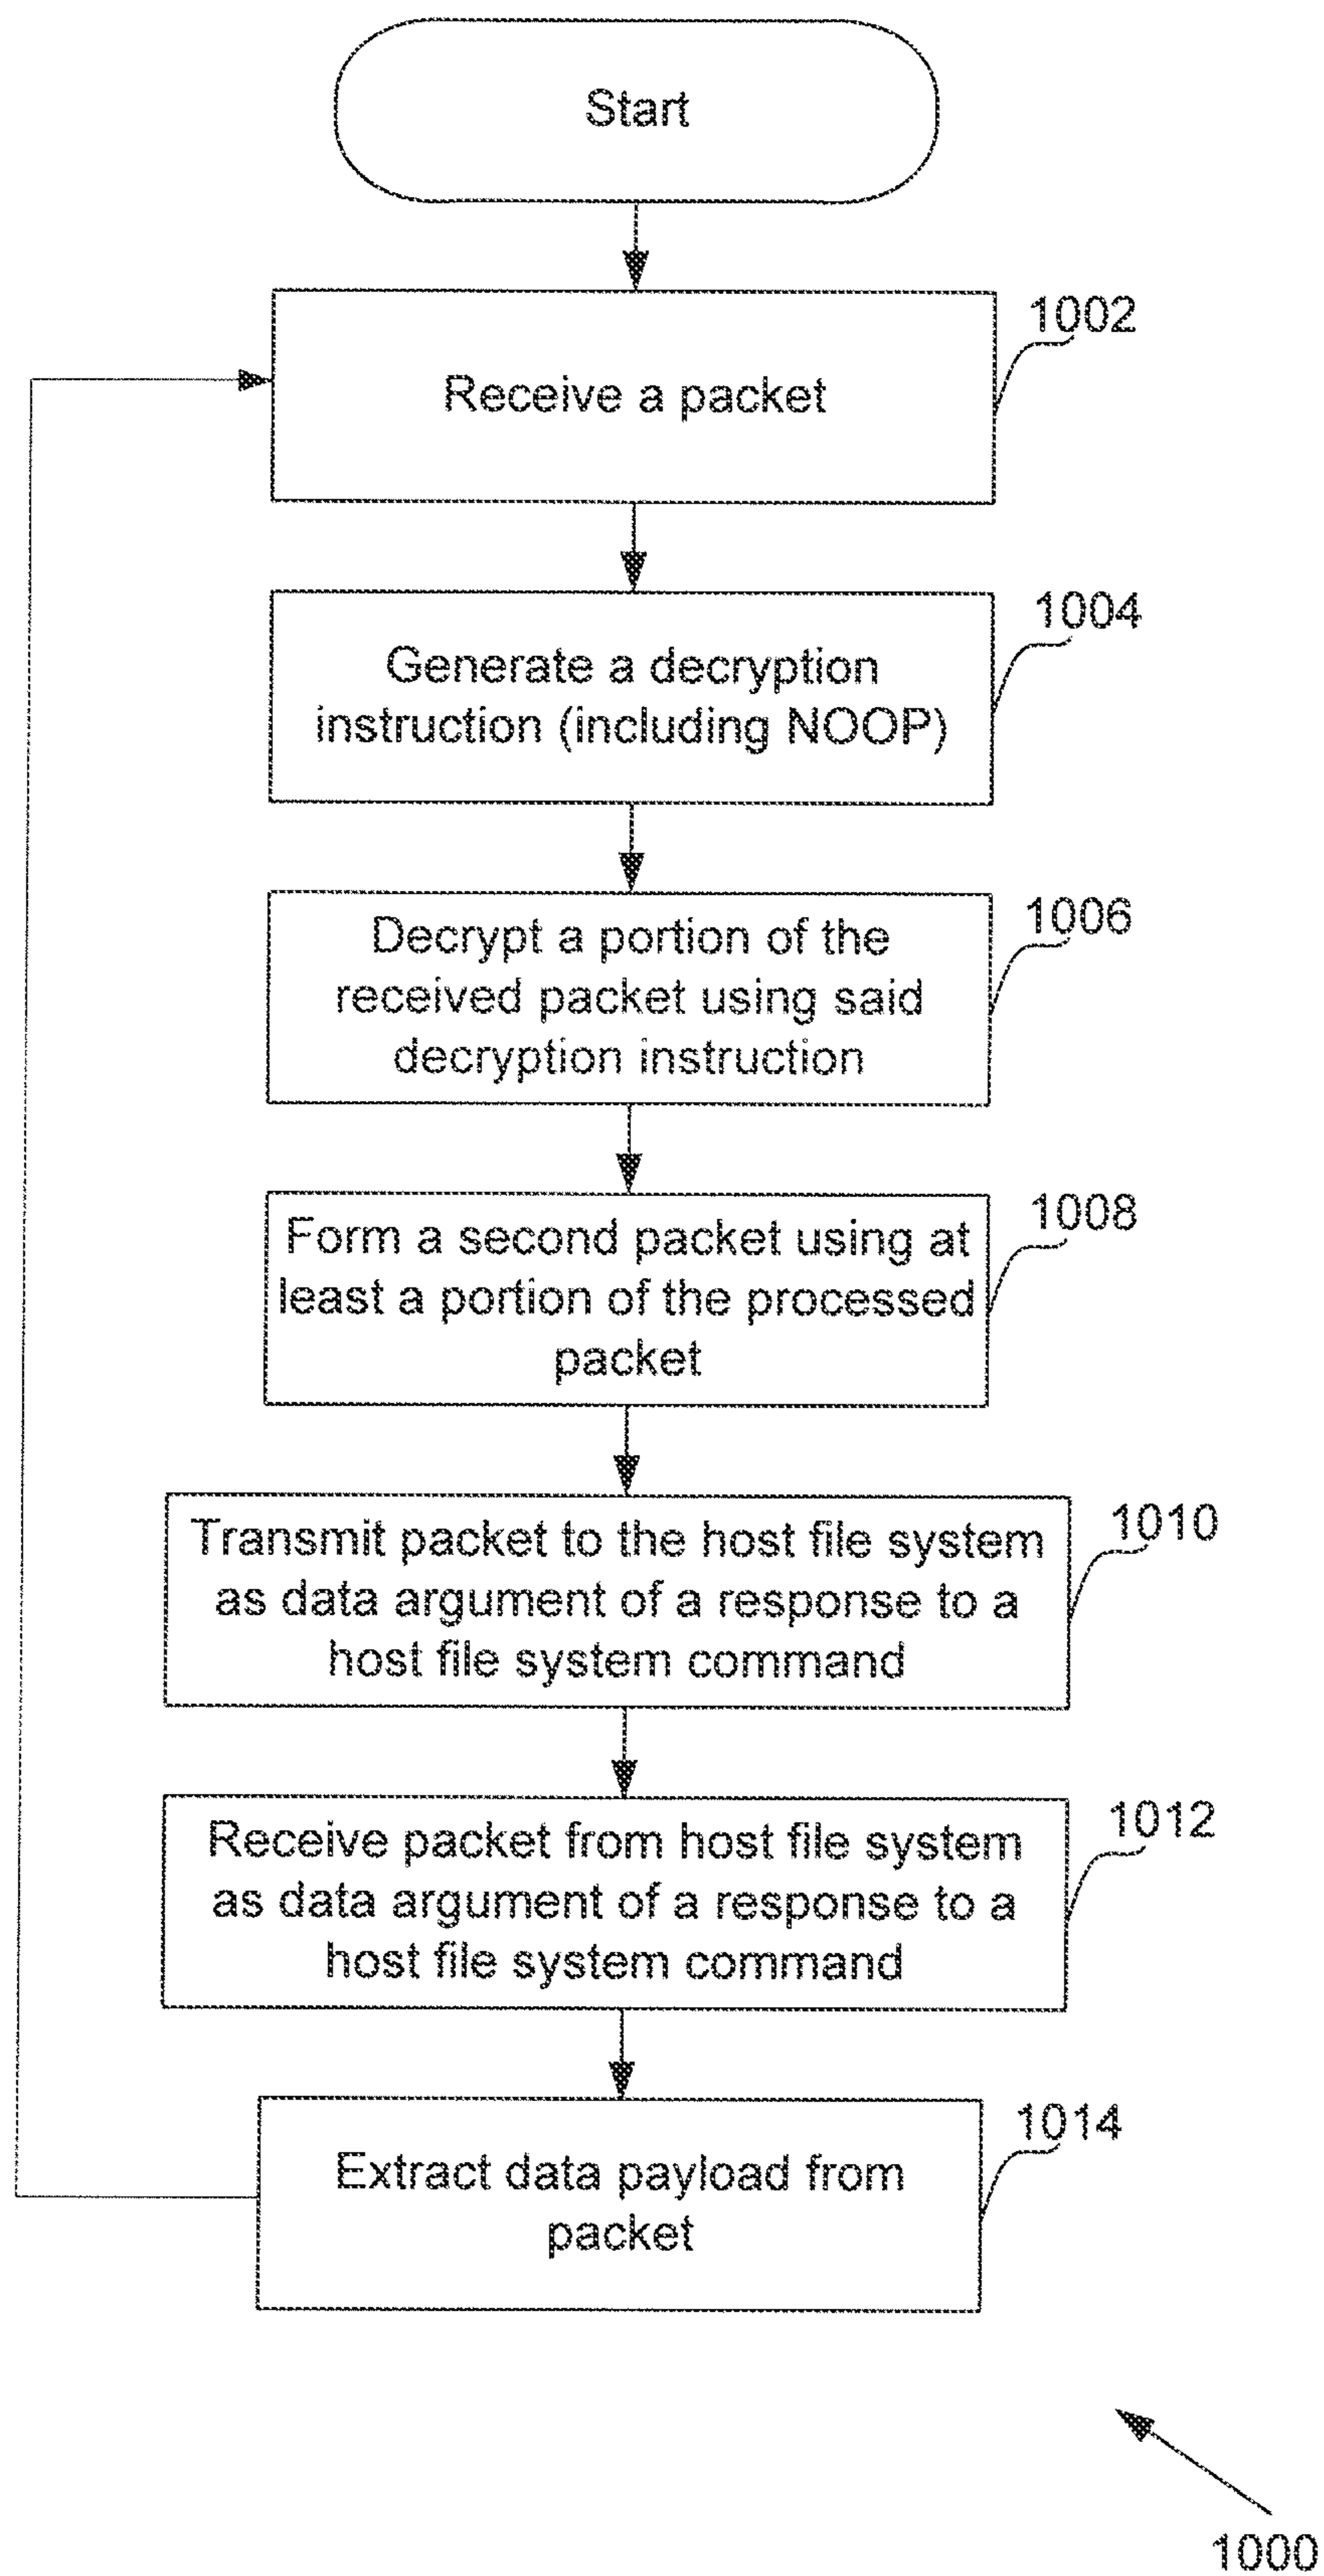 Start
1002
Receive a packet
1004
Generate a decryption
instruction (including NOOP)
1006
Decrypt a portion of the
received packet using said
decryption instruction
1008
Form a second packet using at
least a portion of the processed
packet
1010
Transmit packet to the host file system
as data argument of a response to a
host file system command
1012
Receive packet from host file system
as data argument of a response to a
host file system command
1014
Extract data payload from
packet
1000